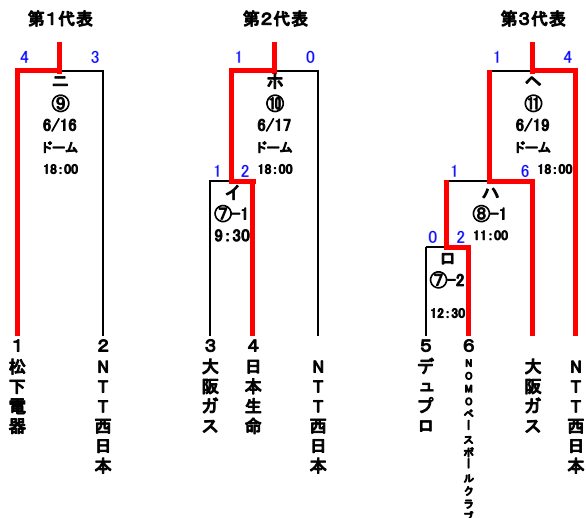 第1代表
第2代表
第3代表
4 3
1 0
1 4
ニ
⑨
6/16
ドーム
18:00
ホ
⑩
6/17
ドーム
18:00
ヘ
⑪
6/19
ドーム
18:00
1 2
イ
⑦-1
9:30
1 6
ハ
⑧-1
11:00
0 2
ロ
⑦-2
12:30
1
松下電器
2
NTT西日本
3
大阪ガス
4
日本生命
NTT西日本
5
デュプロ
6
NOMOベースボールクラブ
大阪ガス
NTT西日本